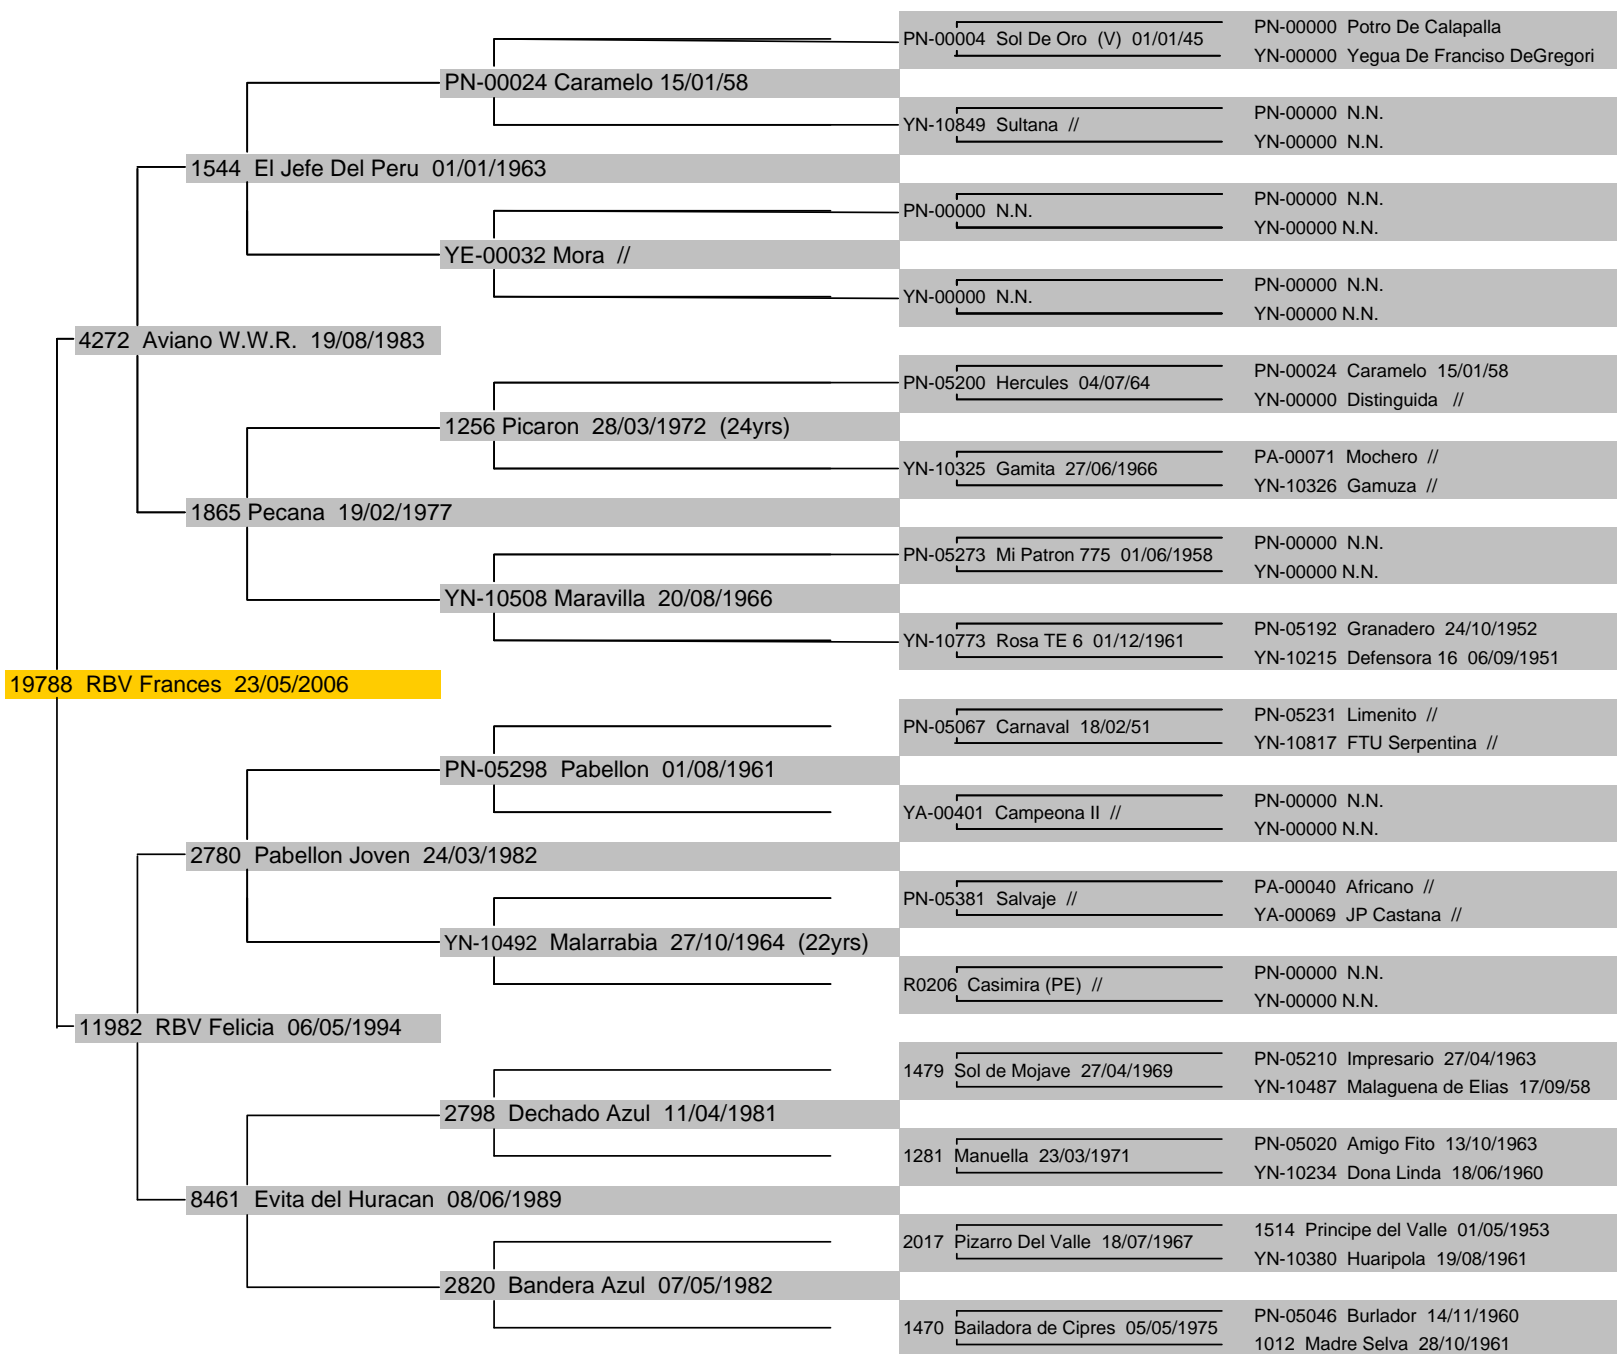 PN-00000 Potro De Calapalla
PN-00004 Sol De Oro (V) 01/01/45
YN-00000 Yegua De Franciso DeGregori
PN-00024 Caramelo 15/01/58
PN-00000 N.N.
YN-10849 Sultana //
YN-00000 N.N.
1544 El Jefe Del Peru 01/01/1963
PN-00000 N.N.
PN-00000 N.N.
YN-00000 N.N.
YE-00032 Mora //
PN-00000 N.N.
YN-00000 N.N.
YN-00000 N.N.
4272 Aviano W.W.R. 19/08/1983
PN-00024 Caramelo 15/01/58
PN-05200 Hercules 04/07/64
YN-00000 Distinguida //
1256 Picaron 28/03/1972 (24yrs)
PA-00071 Mochero //
YN-10325 Gamita 27/06/1966
YN-10326 Gamuza //
1865 Pecana 19/02/1977
PN-00000 N.N.
PN-05273 Mi Patron 775 01/06/1958
YN-00000 N.N.
YN-10508 Maravilla 20/08/1966
PN-05192 Granadero 24/10/1952
YN-10773 Rosa TE 6 01/12/1961
YN-10215 Defensora 16 06/09/1951
19788 RBV Frances 23/05/2006
PN-05231 Limenito //
PN-05067 Carnaval 18/02/51
YN-10817 FTU Serpentina //
PN-05298 Pabellon 01/08/1961
PN-00000 N.N.
YA-00401 Campeona II //
YN-00000 N.N.
2780 Pabellon Joven 24/03/1982
PA-00040 Africano //
PN-05381 Salvaje //
YA-00069 JP Castana //
YN-10492 Malarrabia 27/10/1964 (22yrs)
PN-00000 N.N.
R0206 Casimira (PE) //
YN-00000 N.N.
11982 RBV Felicia 06/05/1994
PN-05210 Impresario 27/04/1963
1479 Sol de Mojave 27/04/1969
YN-10487 Malaguena de Elias 17/09/58
2798 Dechado Azul 11/04/1981
PN-05020 Amigo Fito 13/10/1963
1281 Manuella 23/03/1971
YN-10234 Dona Linda 18/06/1960
8461 Evita del Huracan 08/06/1989
1514 Principe del Valle 01/05/1953
2017 Pizarro Del Valle 18/07/1967
YN-10380 Huaripola 19/08/1961
2820 Bandera Azul 07/05/1982
PN-05046 Burlador 14/11/1960
1470 Bailadora de Cipres 05/05/1975
1012 Madre Selva 28/10/1961